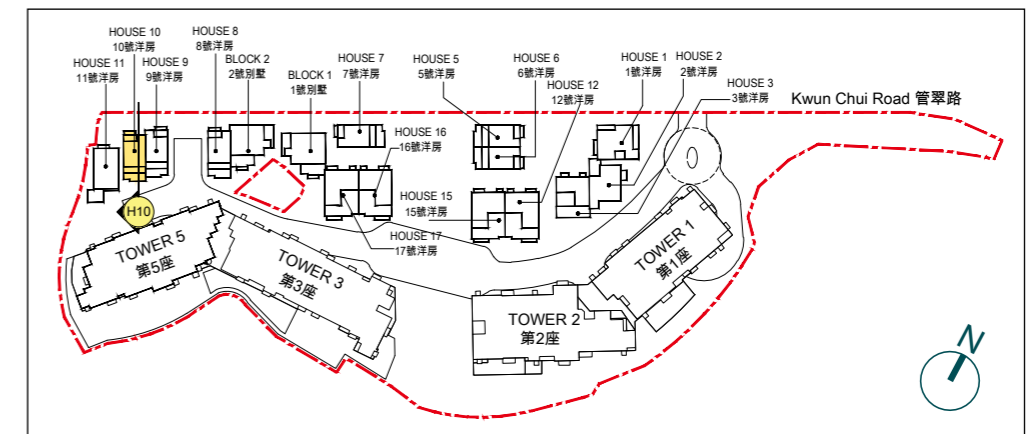 HOUSE 11
11號洋房
HOUSE 10
10號洋房
HOUSE 9
9號洋房
HOUSE 8
8號洋房
BLOCK 2
2號別墅
BLOCK 1
1號別墅
HOUSE 7
7號洋房
HOUSE 16
16號洋房
HOUSE 5
5號洋房
HOUSE 6
6號洋房
HOUSE 12
12號洋房
HOUSE 1
1號洋房
HOUSE 2
2號洋房
HOUSE 3
3號洋房
Kwun Chui Road 管翠路
HOUSE 15
15號洋房
HOUSE 17
17號洋房
H10
TOWER 5
第5座
TOWER 3
第3座
TOWER 2
第2座
TOWER 1
第1座
N